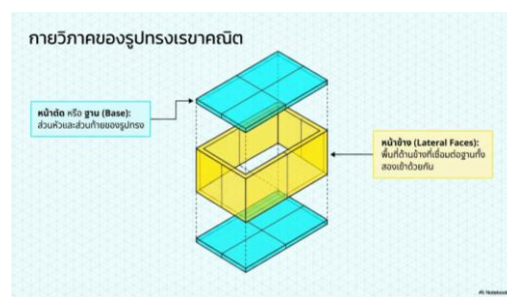 กายวิภาคของรูปทรงเรขาคณิต
หน้าตัด หรือ ฐาน (Base):
ส่วนหัวและส่วนท้ายของรูปทรง
หน้าข้าง (Lateral Faces):
พื้นที่ด้านข้างที่เชื่อมต่อฐานทั้ง
สองเข้าด้วยกัน